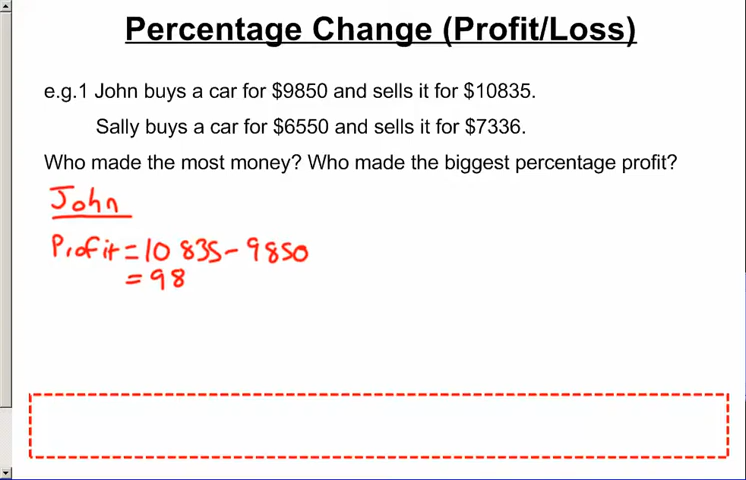 Percentage Change (Profit/Loss)
e.g.1 John buys a car for $9850 and sells it for $10835.
Sally buys a car for $6550 and sells it for $7336.
Who made the most money? Who made the biggest percentage profit?
John
Profit = 10 835 - 9850
= 98